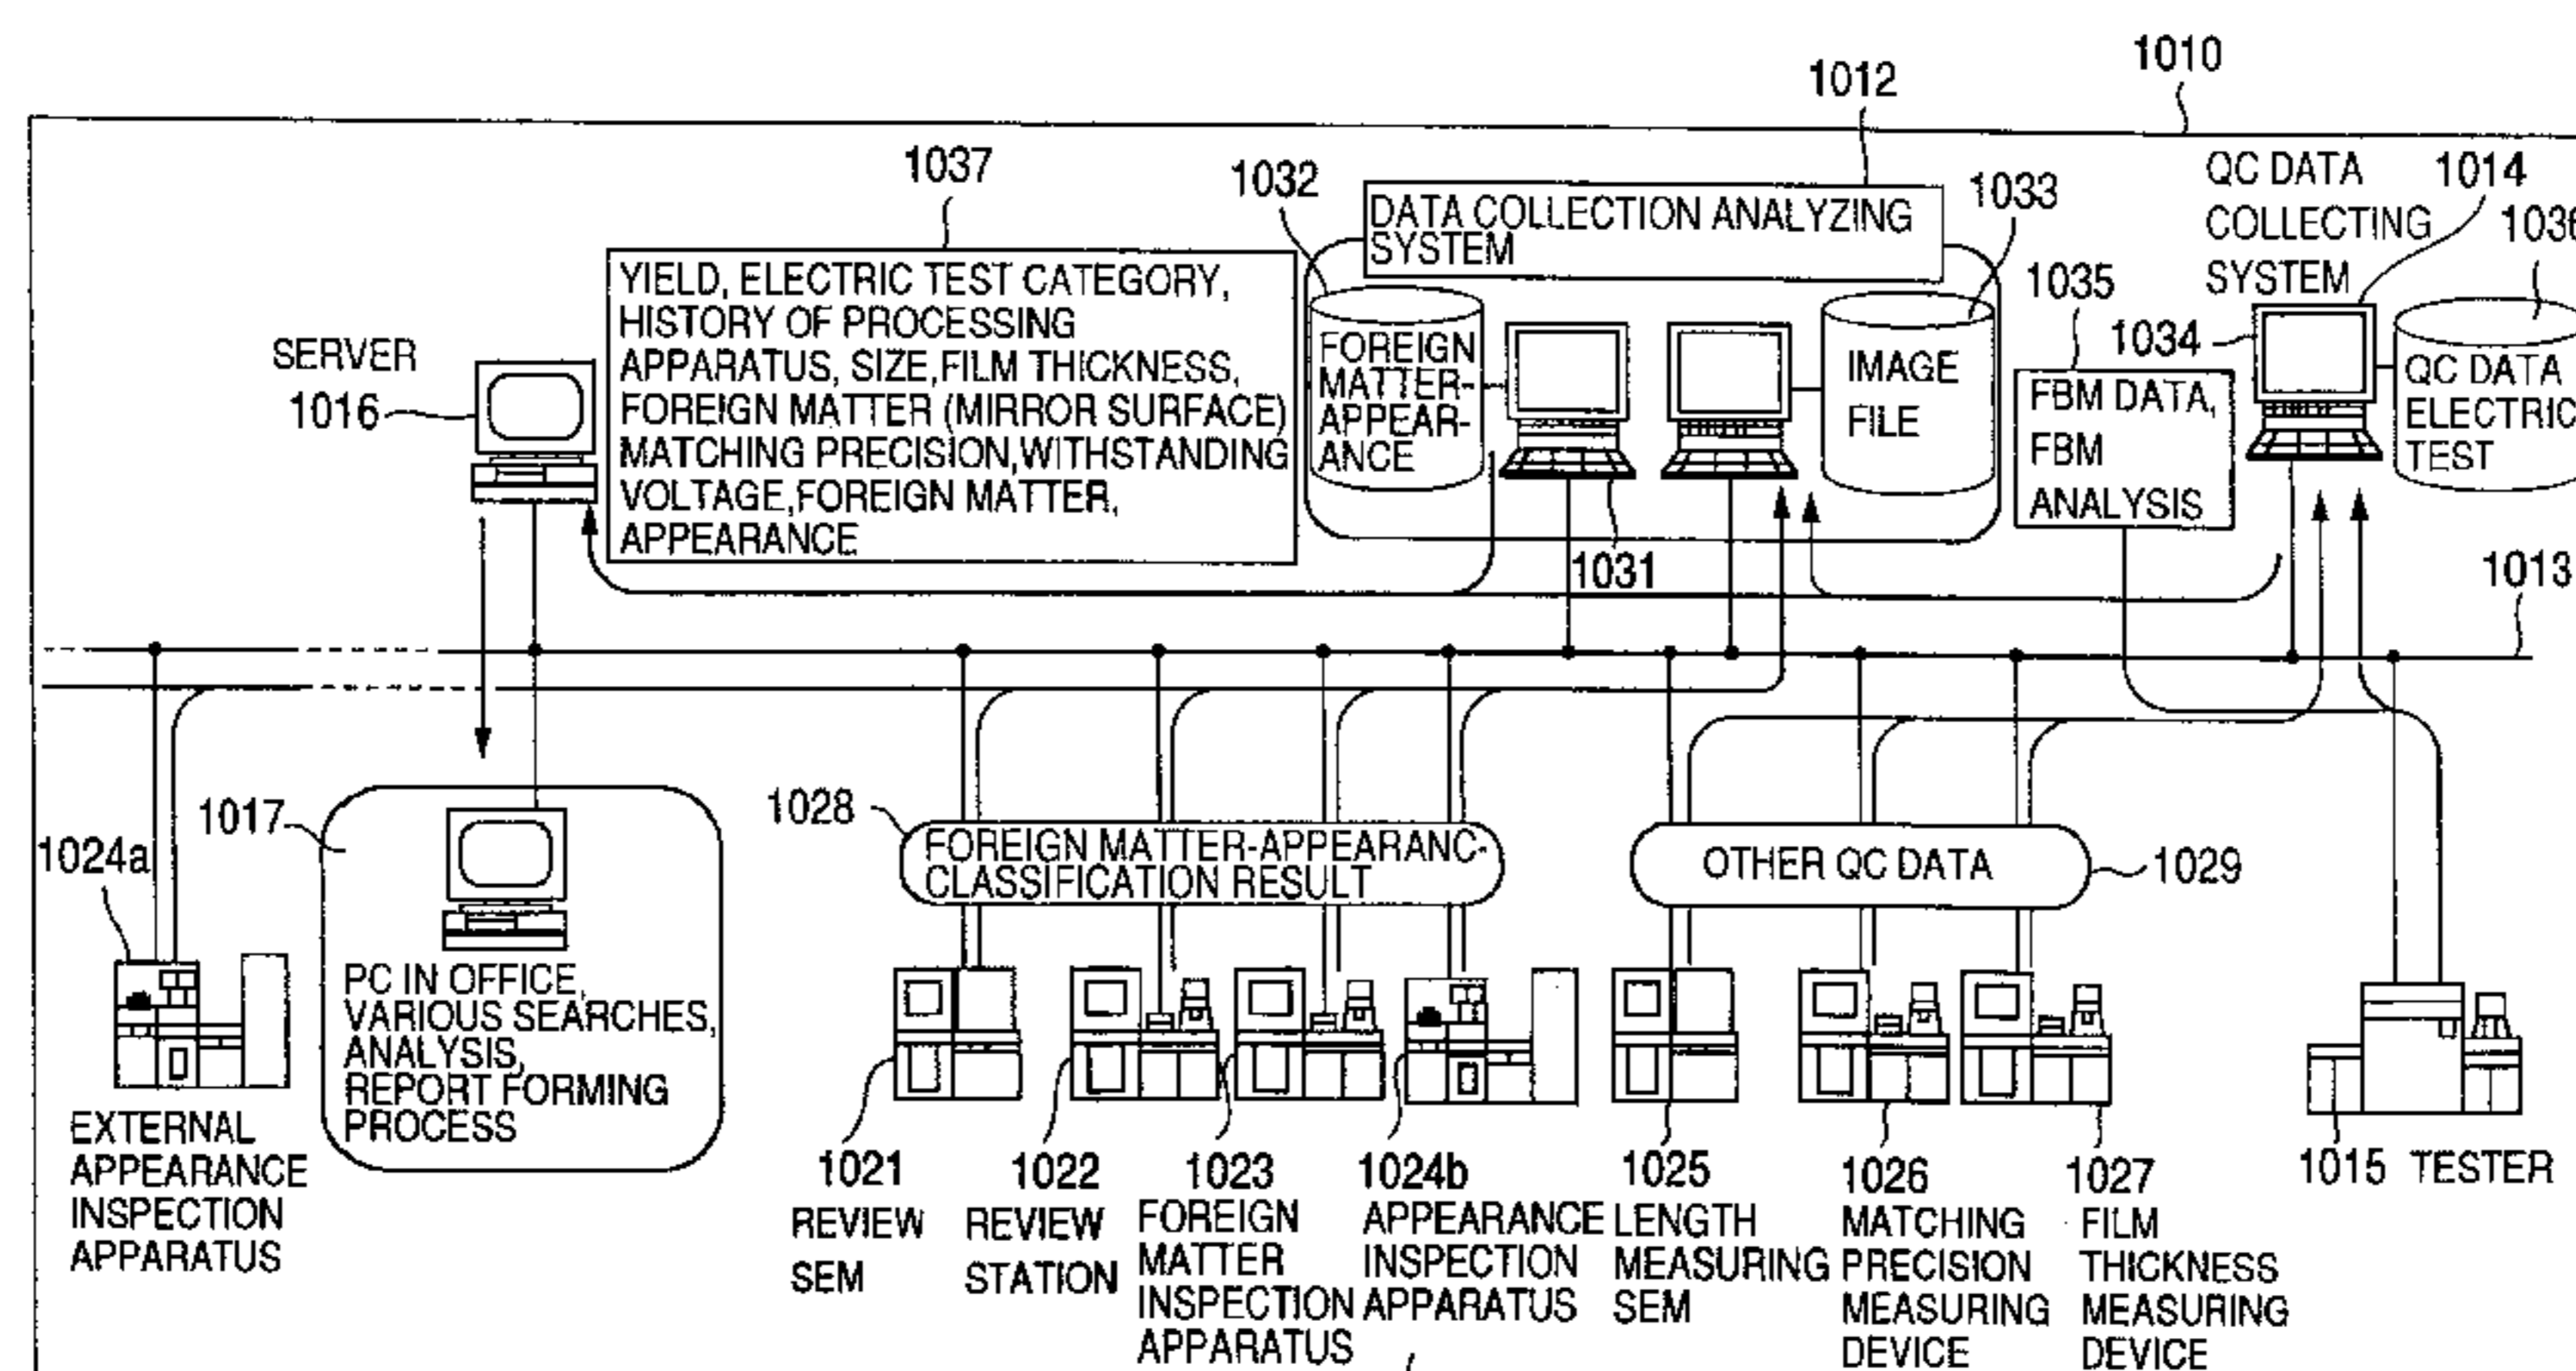 1010
1012
1037
1032
DATA COLLECTION ANALYZING
SYSTEM
1033
QC DATA
COLLECTING
SYSTEM
1014
1036
YIELD, ELECTRIC TEST CATEGORY,
HISTORY OF PROCESSING
APPARATUS, SIZE,FILM THICKNESS,
FOREIGN MATTER (MIRROR SURFACE)
MATCHING PRECISION,WITHSTANDING
VOLTAGE,FOREIGN MATTER,
APPEARANCE
SERVER
1016
FOREIGN
MATTER-
APPEAR-
ANCE
IMAGE
FILE
1035
1034
FBM DATA,
FBM
ANALYSIS
QC DATA
ELECTRIC
TEST
1031
1013
1024a
1017
1028
FOREIGN MATTER-APPEARANC-
CLASSIFICATION RESULT
OTHER QC DATA
1029
PC IN OFFICE,
VARIOUS SEARCHES,
ANALYSIS,
REPORT FORMING
PROCESS
EXTERNAL
APPEARANCE
INSPECTION
APPARATUS
1021
REVIEW
SEM
1022
REVIEW
STATION
1023
FOREIGN
MATTER
INSPECTION
APPARATUS
1024b
APPEARANCE
INSPECTION
APPARATUS
1025
LENGTH
MEASURING
SEM
1026
MATCHING
PRECISION
MEASURING
DEVICE
1027
FILM
THICKNESS
MEASURING
DEVICE
1015 TESTER